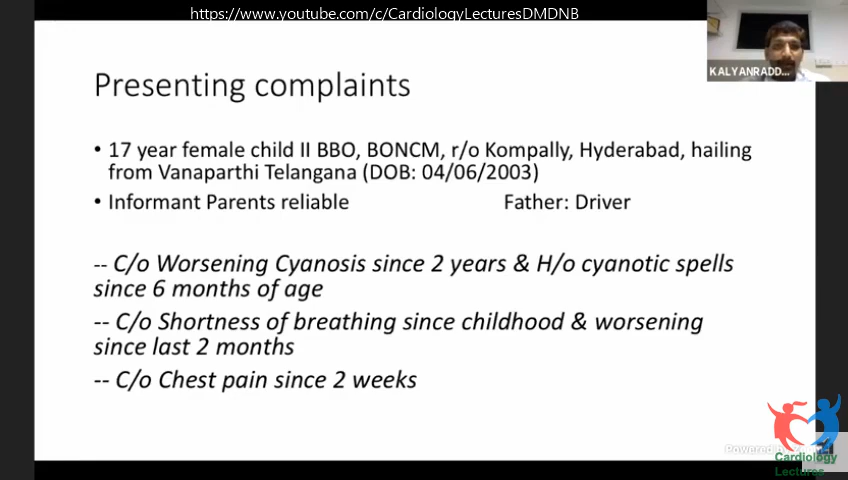 https://www.youtube.com/c/CardiologyLecturesDMDNB
KALYANRADD...
Presenting complaints
• 17 year female child II BBO, BONCM, r/o Kompally, Hyderabad, hailing
from Vanaparthi Telangana (DOB: 04/06/2003)
• Informant Parents reliable Father: Driver
-- C/o Worsening Cyanosis since 2 years & H/o cyanotic spells
since 6 months of age
-- C/o Shortness of breathing since childhood & worsening
since last 2 months
-- C/o Chest pain since 2 weeks
Powered
Cardiology
Lectures